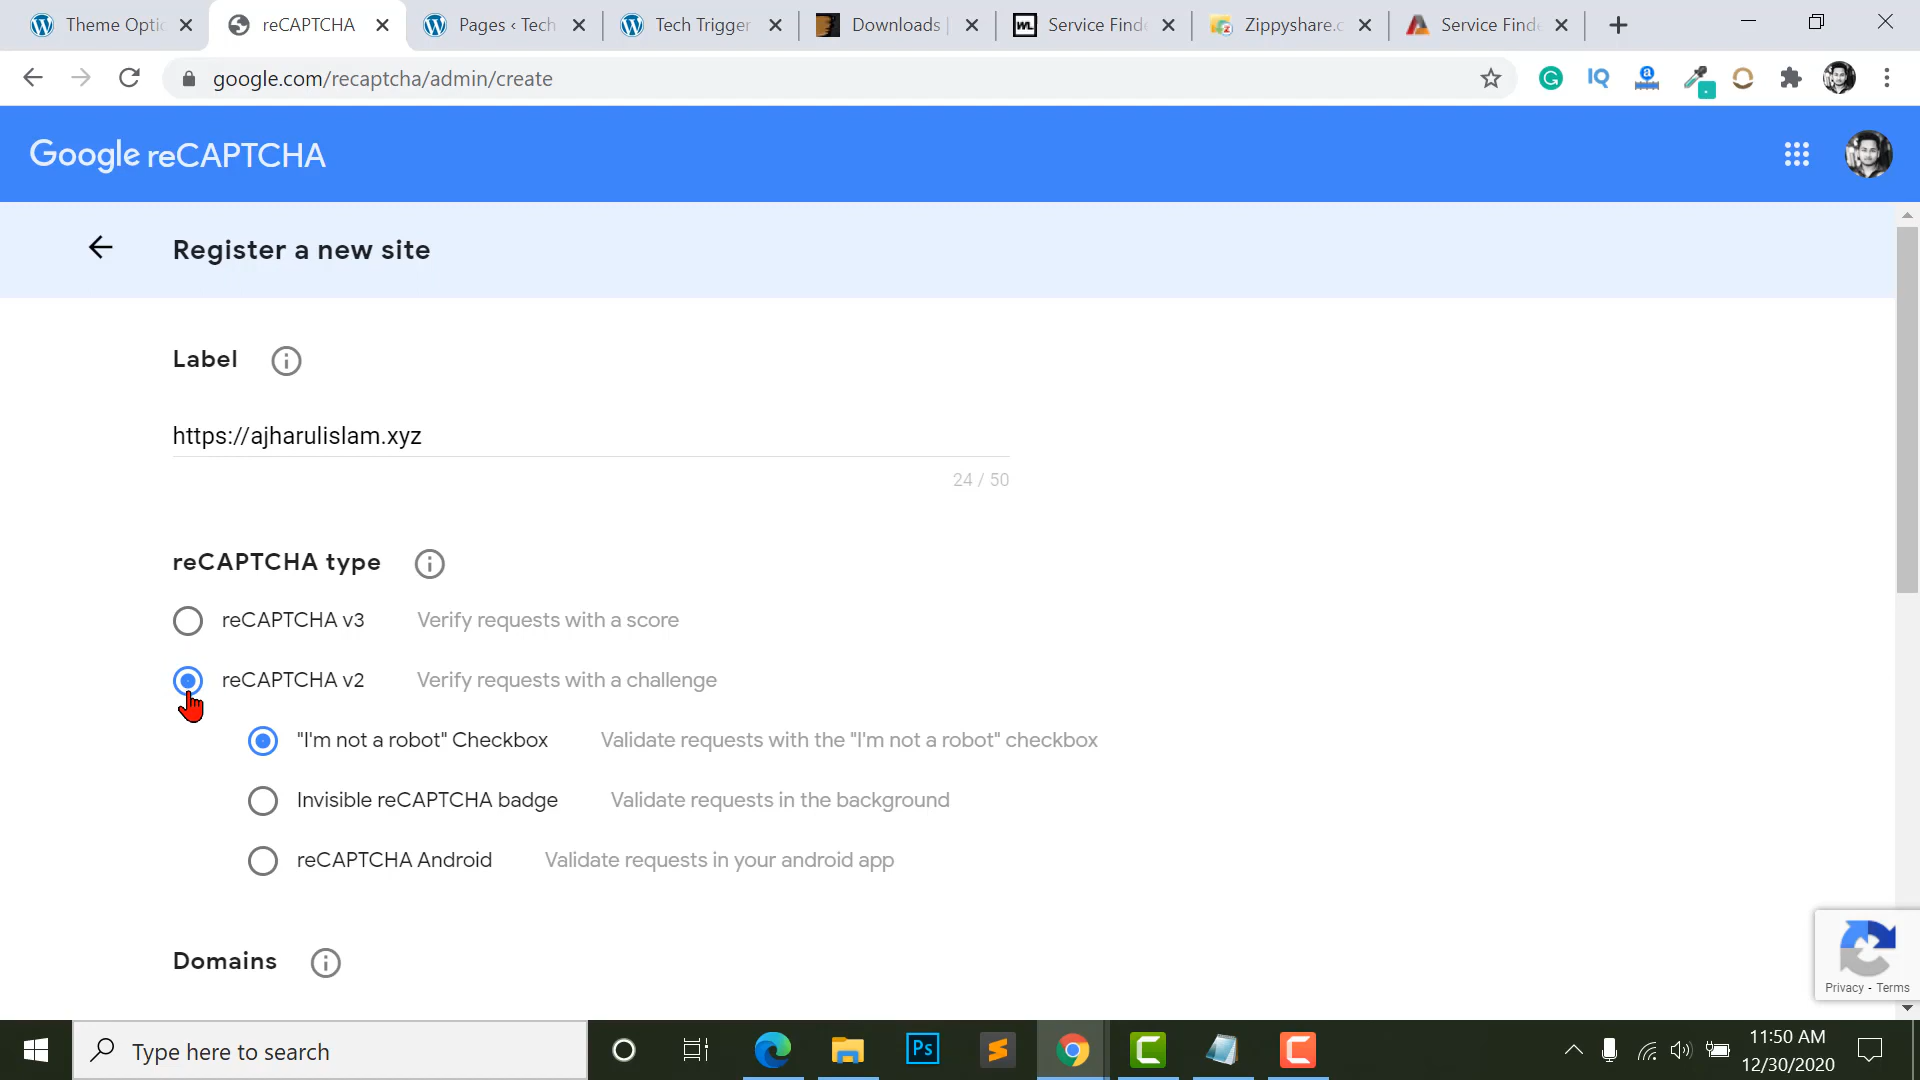 Theme Optic
reCAPTCHA
Pages ‹ Tech
Tech Trigger
Downloads |
WL
Service Finde
Zippyshare.c
Service Finde
google.com/recaptcha/admin/create
IQ
a
Google reCAPTCHA
Register a new site
Label
https://ajharulislam.xyz
24 / 50
reCAPTCHA type
reCAPTCHA v3 Verify requests with a score
reCAPTCHA v2 Verify requests with a challenge
"I'm not a robot" Checkbox Validate requests with the "I'm not a robot" checkbox
Invisible reCAPTCHA badge Validate requests in the background
reCAPTCHA Android Validate requests in your android app
Domains
Privacy - Terms
Type here to search
Ps
11:50 AM
12/30/2020